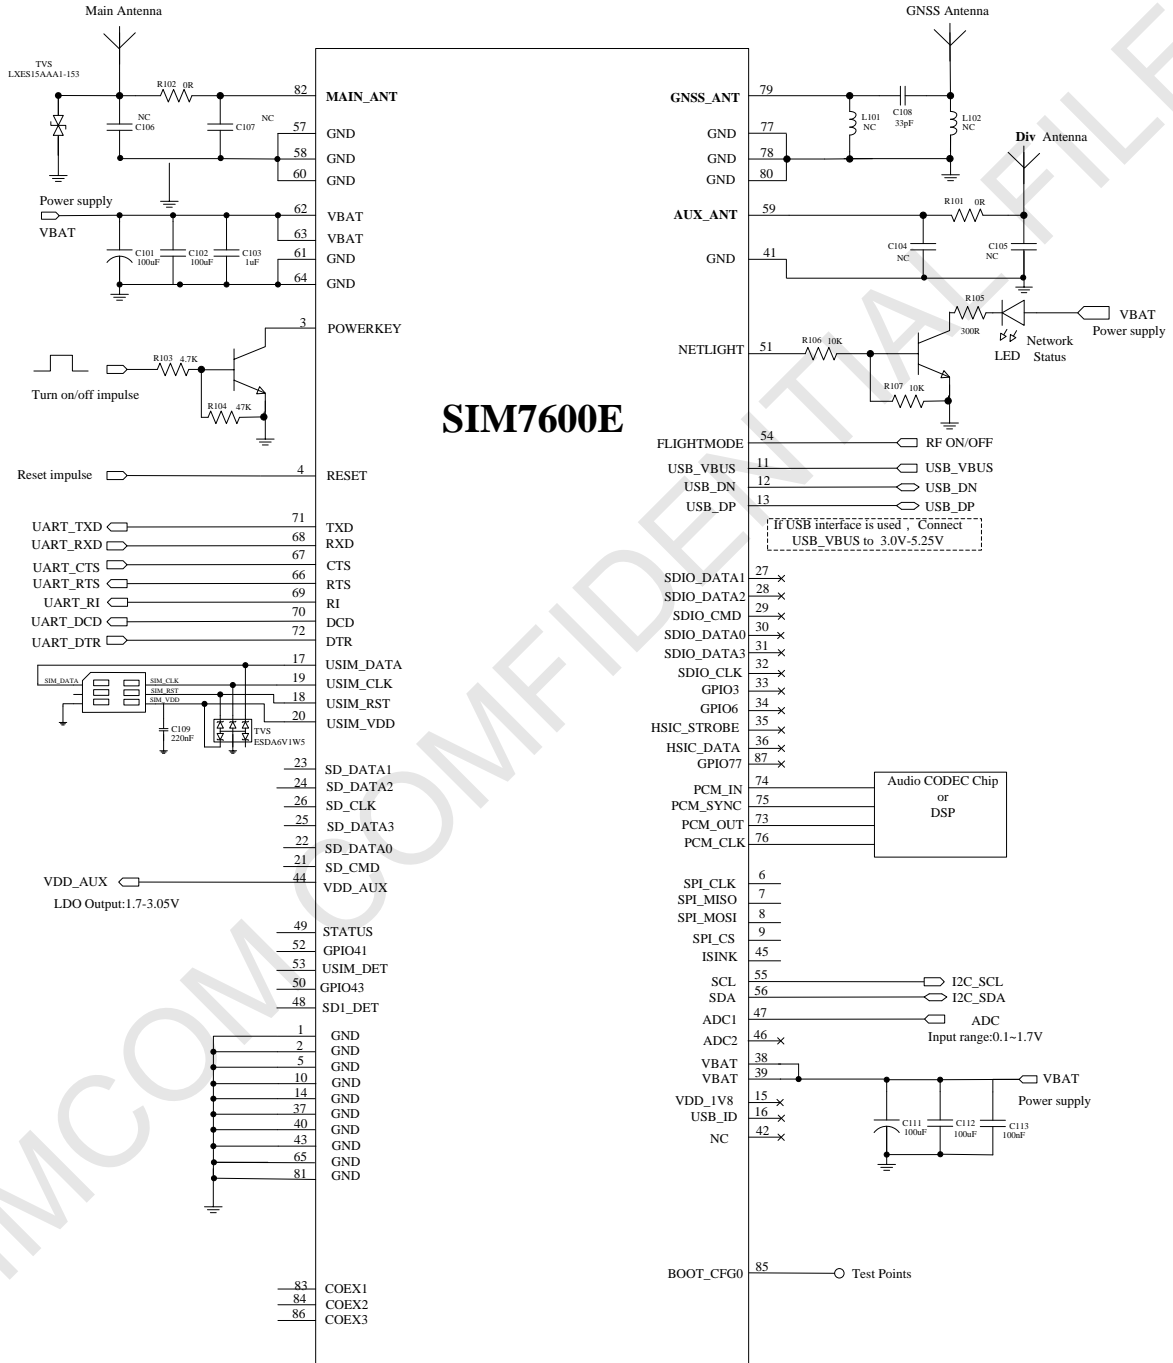 Main Antenna
GNSS Antenna
TVS
LXES15AAA1-153
R102 0R
82
MAIN_ANT
NC
C106
NC
C107
57
GND
58
GND
60
GND
Power supply
VBAT
62
VBAT
63
VBAT
61
GND
64
GND
C101
100uF
C102
100uF
C103
1uF
3
POWERKEY
R103 4.7K
R104 47K
Turn on/off impulse
SIM7600E
Reset impulse
4
RESET
UART_TXD
71
TXD
UART_RXD
68
RXD
UART_CTS
67
CTS
UART_RTS
66
RTS
UART_RI
69
RI
UART_DCD
70
DCD
UART_DTR
72
DTR
17
USIM_DATA
19
USIM_CLK
18
USIM_RST
20
USIM_VDD
SIM_DATA
SIM_CLK
SIM_RST
SIM_VDD
C109
220nF
TVS
ESDA6V1W5
23
SD_DATA1
24
SD_DATA2
26
SD_CLK
25
SD_DATA3
22
SD_DATA0
21
SD_CMD
VDD_AUX
44
VDD_AUX
LDO Output:1.7-3.05V
49
STATUS
52
GPIO41
53
USIM_DET
50
GPIO43
48
SD1_DET
1
GND
2
GND
5
GND
10
GND
14
GND
37
GND
40
GND
43
GND
65
GND
81
GND
83
COEX1
84
COEX2
86
COEX3
GNSS_ANT
79
C108
33pF
L101
NC
L102
NC
GND
77
GND
78
GND
80
Div Antenna
AUX_ANT
59
R101 0R
C104
NC
C105
NC
GND
41
NETLIGHT
51
R106 10K
R107 10K
R105
300R
LED
Network
Status
VBAT
Power supply
FLIGHTMODE
54
RF ON/OFF
USB_VBUS
11
USB_VBUS
USB_DN
12
USB_DN
USB_DP
13
USB_DP
If USB interface is used , Connect
USB_VBUS to 3.0V-5.25V
SDIO_DATA1
27
SDIO_DATA2
28
SDIO_CMD
29
SDIO_DATA0
30
SDIO_DATA3
31
SDIO_CLK
32
GPIO3
33
GPIO6
34
HSIC_STROBE
35
HSIC_DATA
36
GPIO77
87
PCM_IN
74
PCM_SYNC
75
PCM_OUT
73
PCM_CLK
76
Audio CODEC Chip
or
DSP
SPI_CLK
6
SPI_MISO
7
SPI_MOSI
8
SPI_CS
9
ISINK
45
SCL
55
I2C_SCL
SDA
56
I2C_SDA
ADC1
47
ADC
Input range:0.1~1.7V
ADC2
46
VBAT
38
VBAT
39
VBAT
Power supply
C111
100uF
C112
100uF
C113
100nF
VDD_1V8
15
USB_ID
16
NC
42
BOOT_CFG0
85
Test Points
IMCOM COMFIDENTIAL FILE